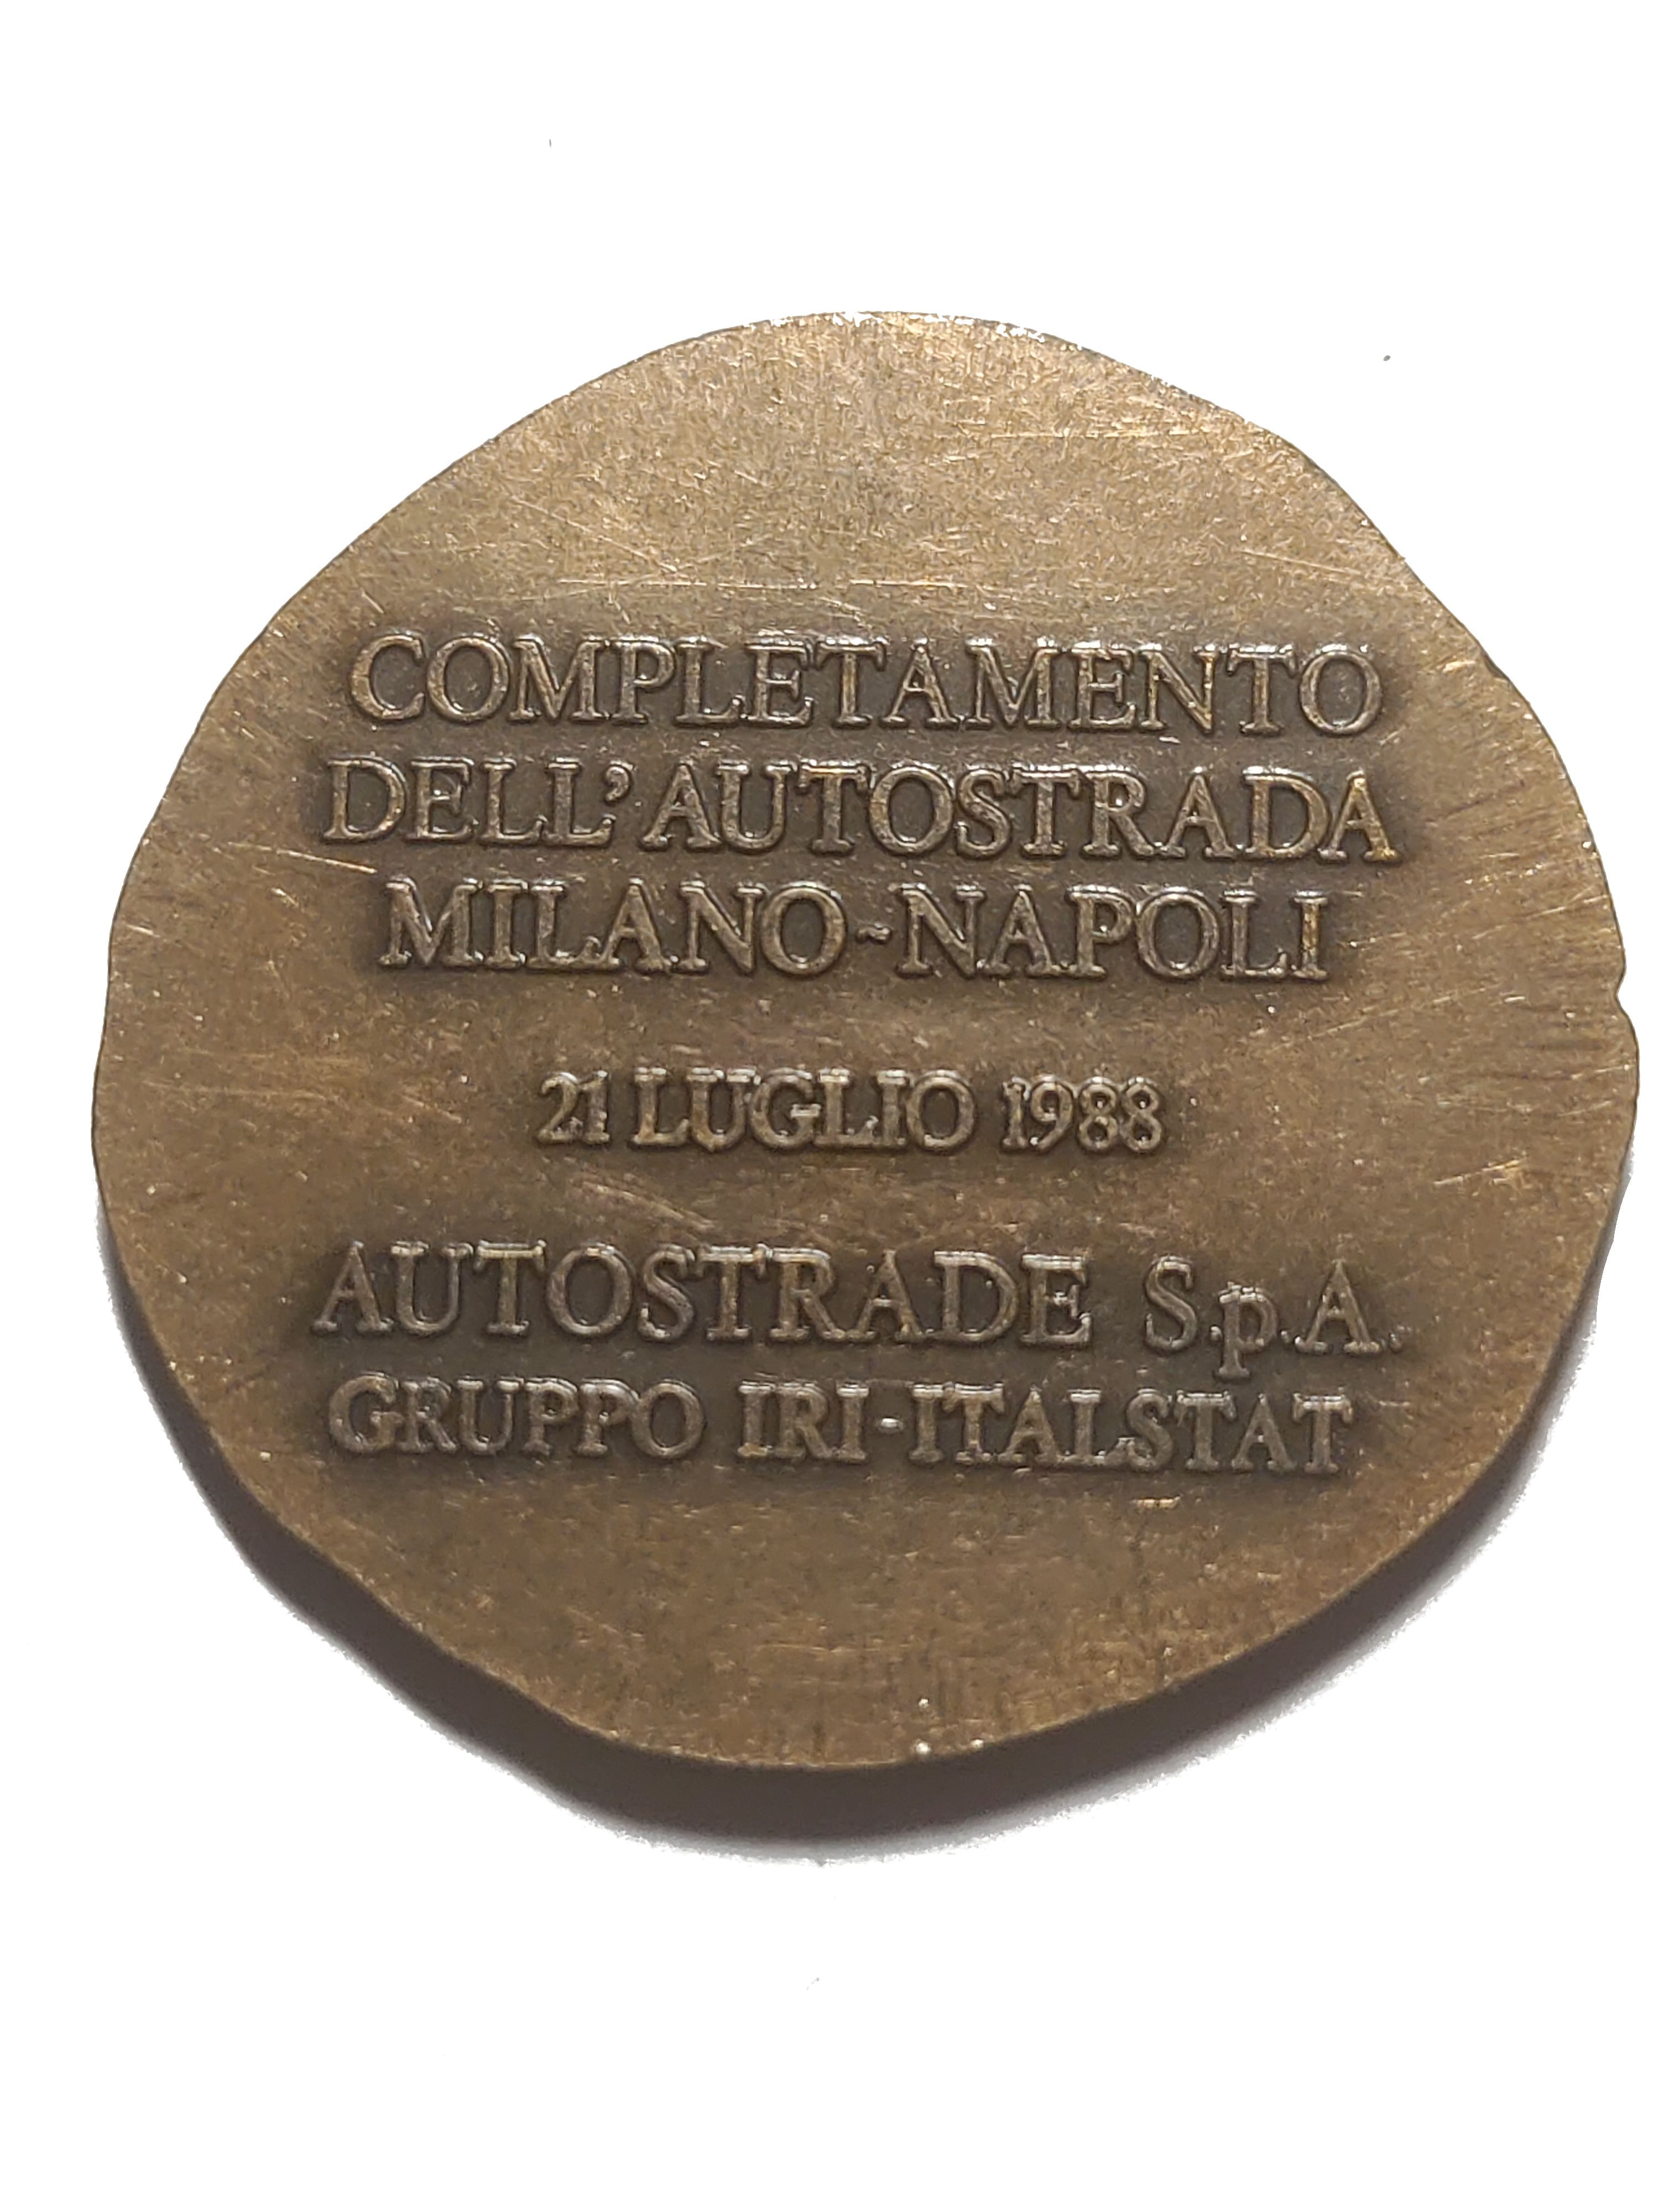 COMPLETAMENTO
DELL'AUTOSTRADA
MILANO-NAPOLI
21 LUGLIO 1988
AUTOSTRADE S.p.A.
GRUPPO IRI-ITALSTAT